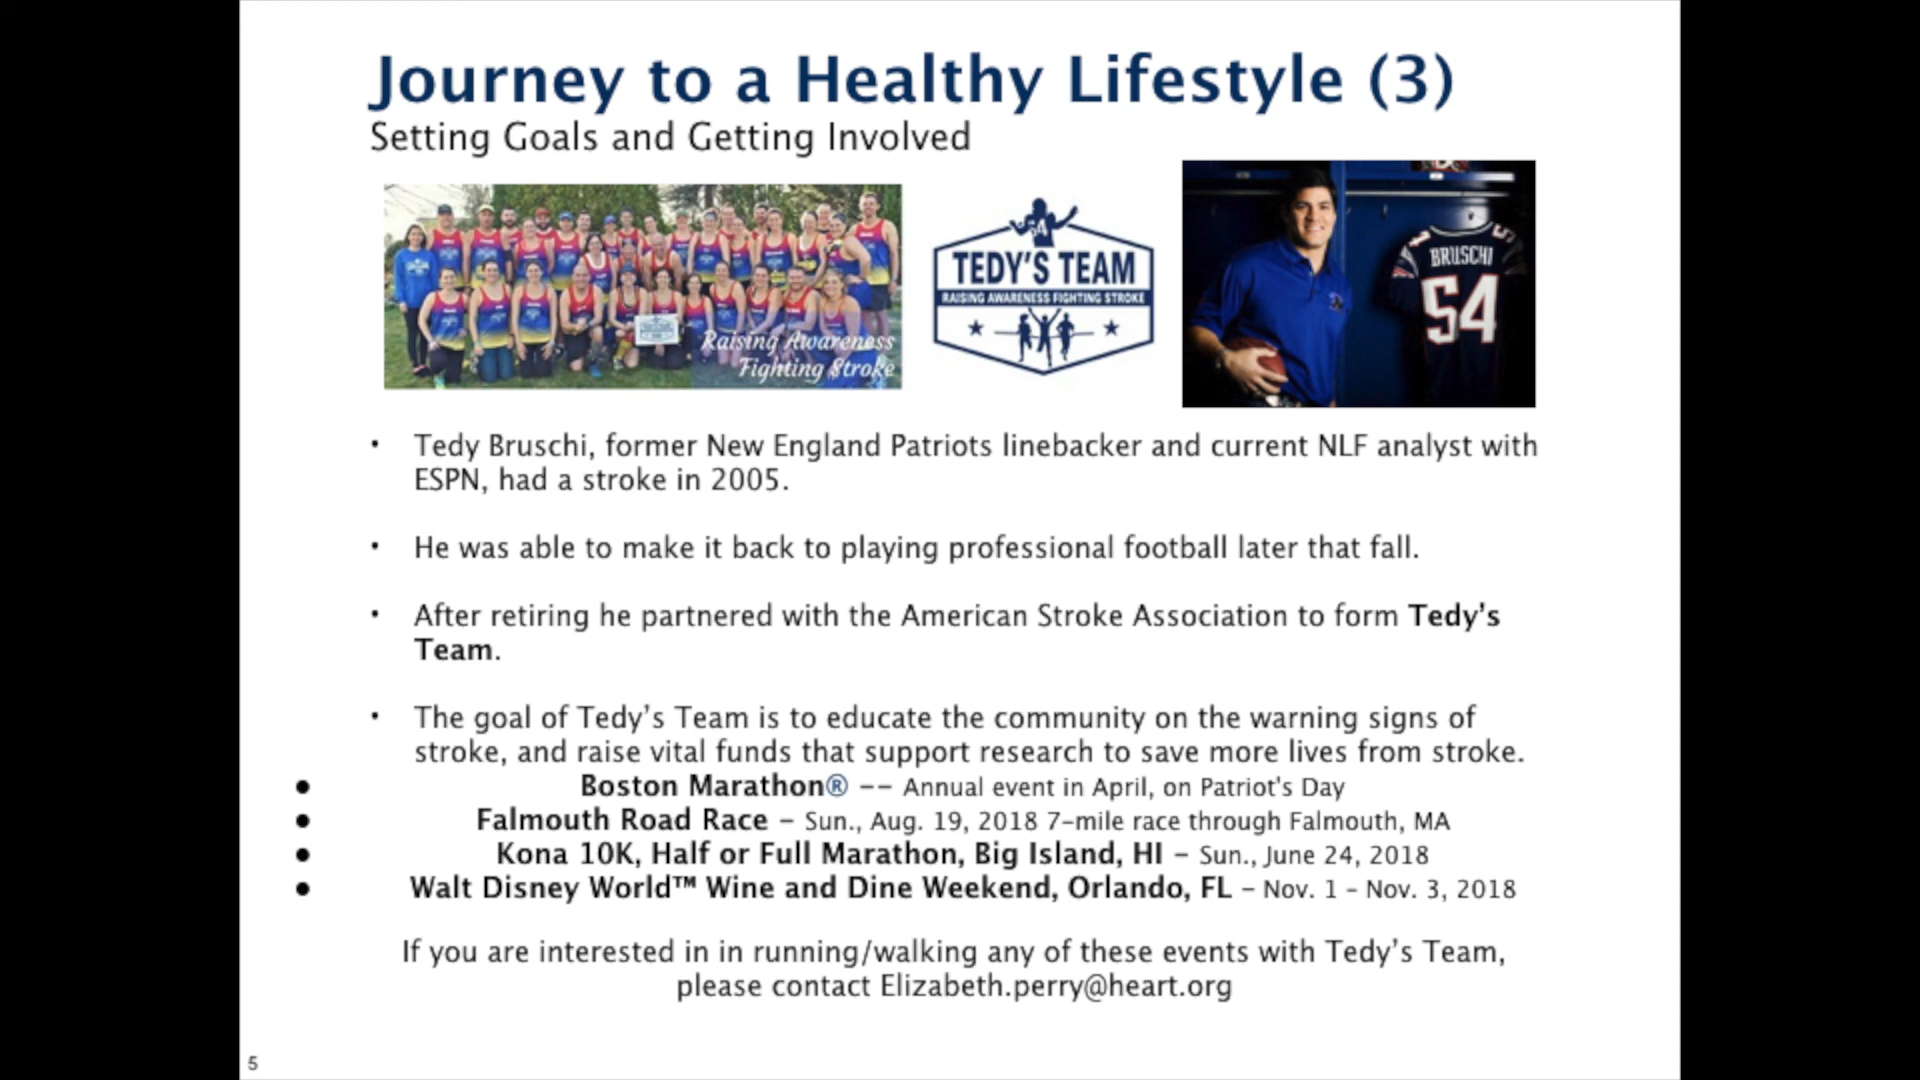 Journey to a Healthy Lifestyle (3)
Setting Goals and Getting Involved
Raising Awareness
Fighting Stroke
54
TEDY'S TEAM
RAISING AWARENESS FIGHTING STROKE
BRUSCHI
54
• Tedy Bruschi, former New England Patriots linebacker and current NLF analyst with
ESPN, had a stroke in 2005.
• He was able to make it back to playing professional football later that fall.
• After retiring he partnered with the American Stroke Association to form Tedy's
Team.
• The goal of Tedy's Team is to educate the community on the warning signs of
stroke, and raise vital funds that support research to save more lives from stroke.
● Boston Marathon® -- Annual event in April, on Patriot's Day
● Falmouth Road Race – Sun., Aug. 19, 2018 7-mile race through Falmouth, MA
● Kona 10K, Half or Full Marathon, Big Island, HI – Sun., June 24, 2018
● Walt Disney World™ Wine and Dine Weekend, Orlando, FL – Nov. 1 – Nov. 3, 2018
If you are interested in in running/walking any of these events with Tedy's Team,
please contact Elizabeth.perry@heart.org
5